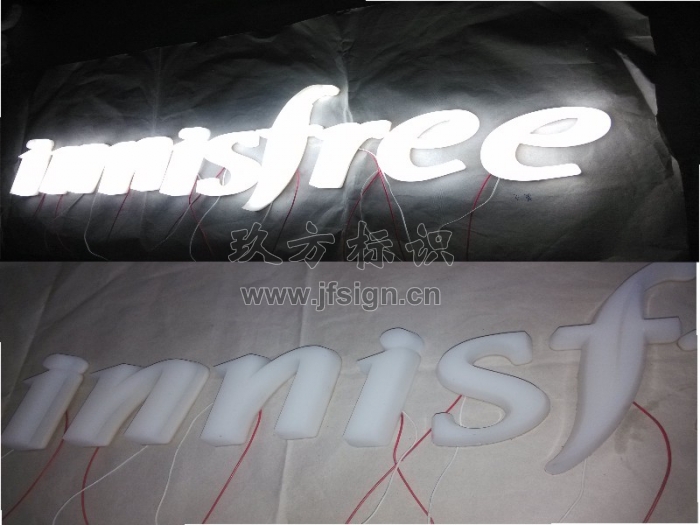 innisfree
玖方标识
www.jfsign.cn
innisf